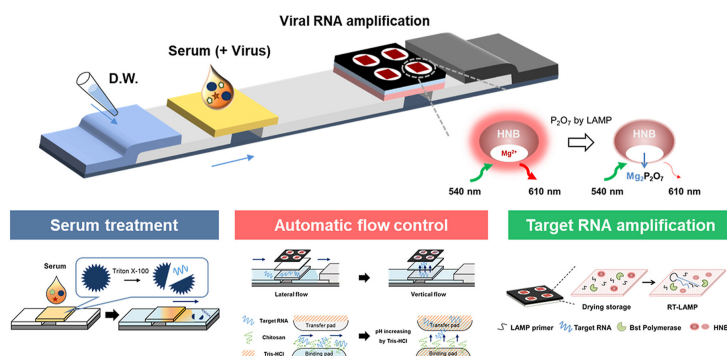 Viral RNA amplification
Serum (+ Virus)
D.W.
HNB
Mg²⁺
P₂O₇ by LAMP
HNB
Mg₂P₂O₇
540 nm
610 nm
540 nm
610 nm
Serum treatment
Automatic flow control
Target RNA amplification
Serum
Triton X-100
Lateral flow
Vertical flow
Target RNA
Chitosan
Tris-HCl
Transfer pad
Binding pad
pH increasing
by Tris-HCl
Transfer pad
Binding pad
Drying storage
RT-LAMP
LAMP primer
Target RNA
Bst Polymerase
HNB